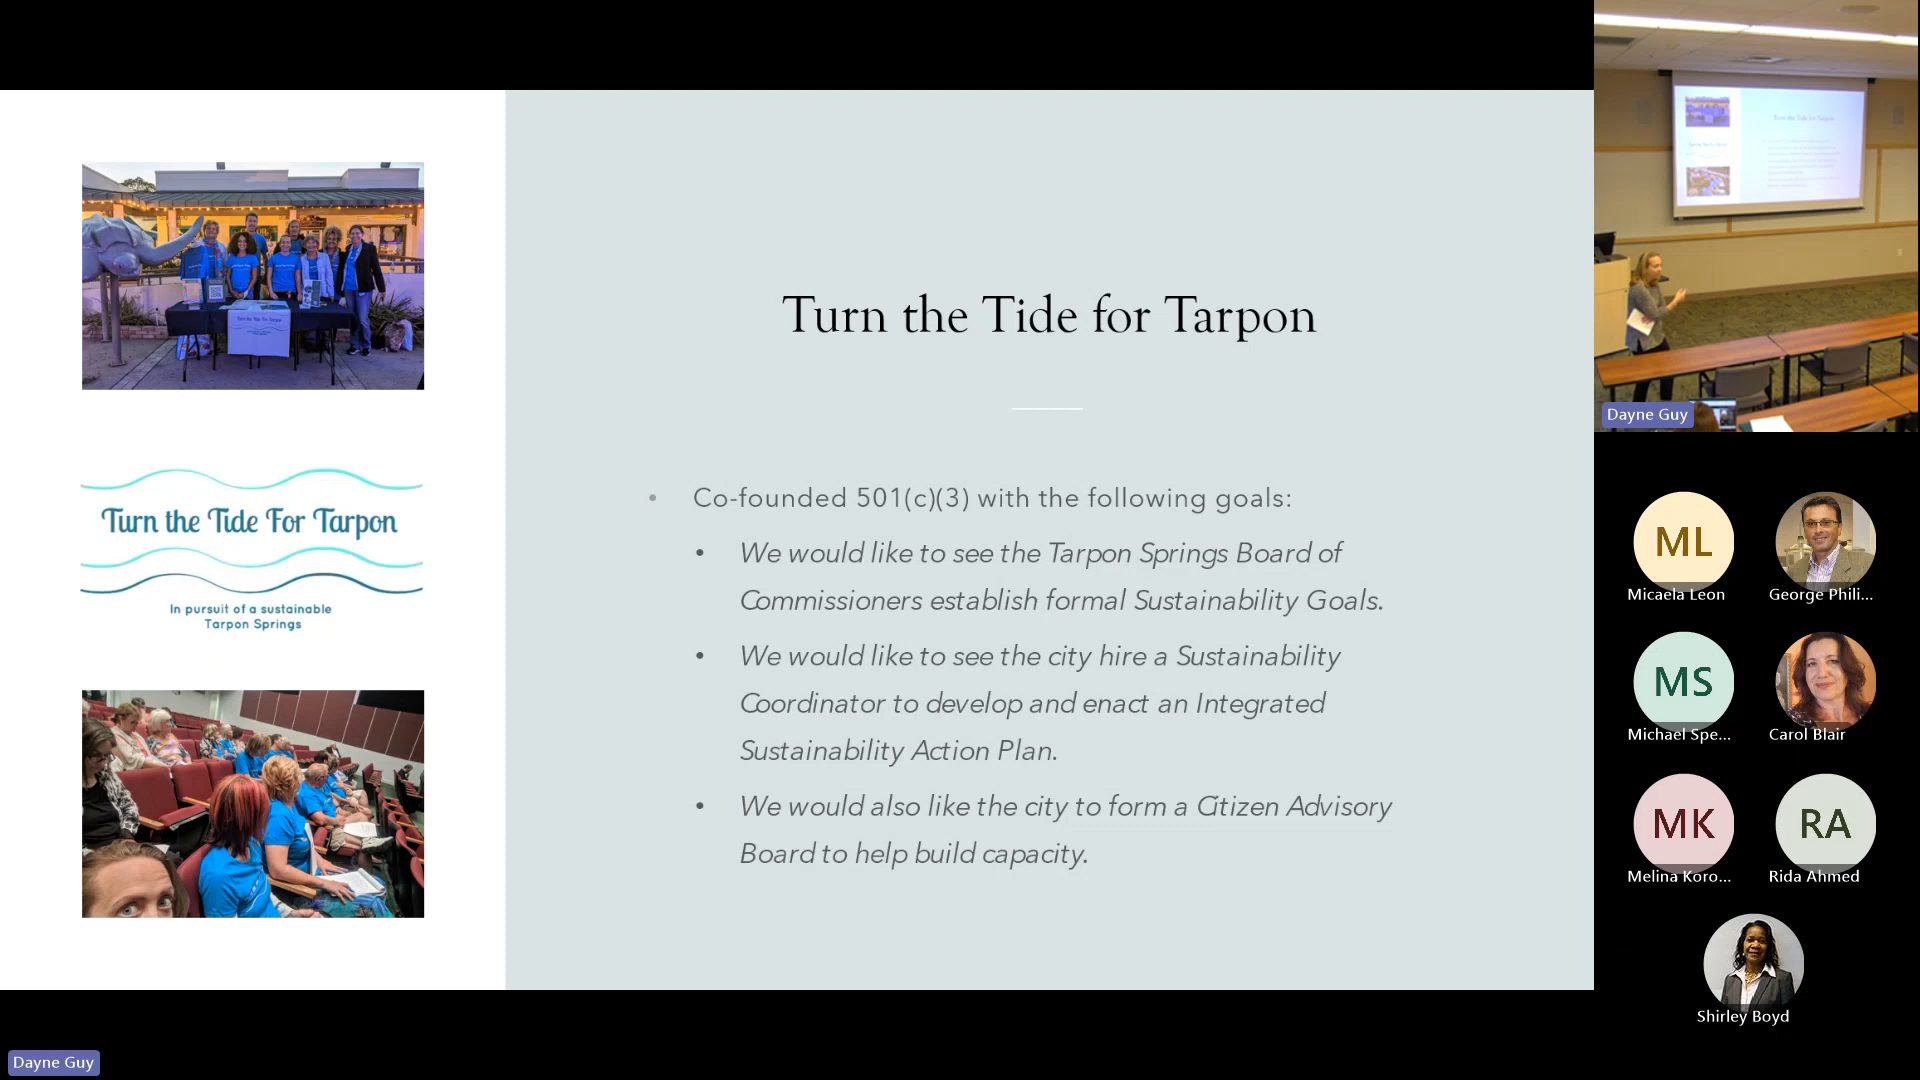 Turn the Tide for Tarpon
Co-founded 501(c)(3) with the following goals:
We would like to see the Tarpon Springs Board of
Commissioners establish formal Sustainability Goals.
We would like to see the city hire a Sustainability
Coordinator to develop and enact an Integrated
Sustainability Action Plan.
We would also like the city to form a Citizen Advisory
Board to help build capacity.
Turn the Tide For Tarpon
In pursuit of a sustainable
Tarpon Springs
Turn the Tide for Tarpon
Dayne Guy
ML
Micaela Leon
George Phili...
MS
Michael Spe...
Carol Blair
MK
Melina Koro...
RA
Rida Ahmed
Shirley Boyd
Dayne Guy